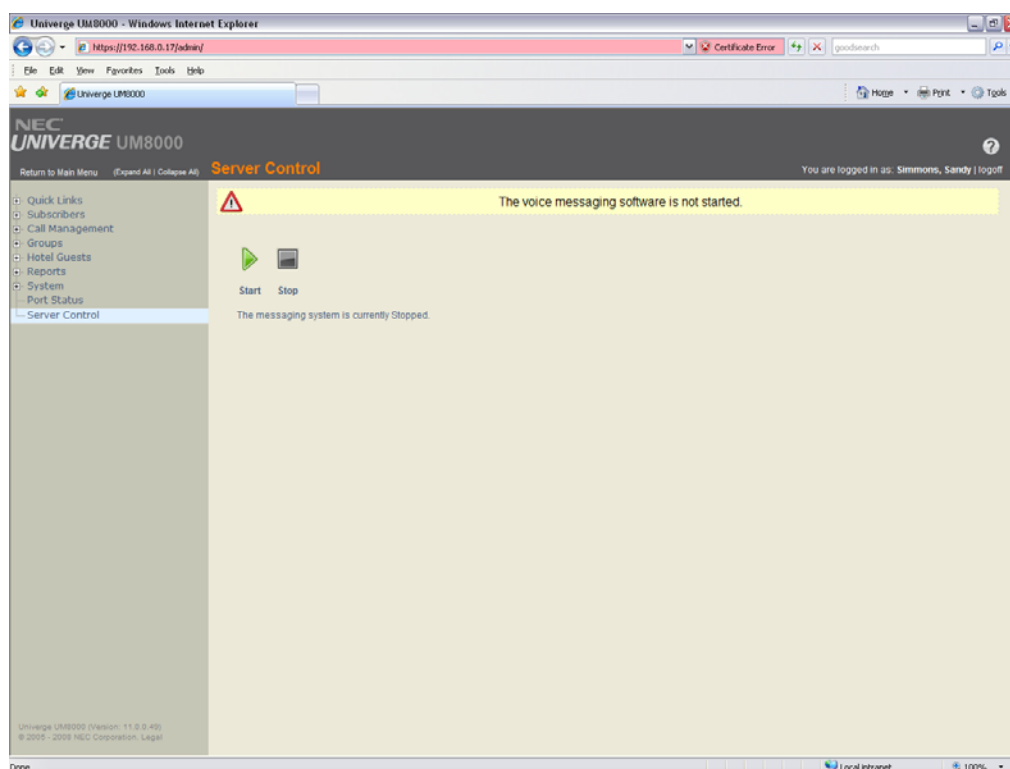 Univerge UM8000 - Windows Internet Explorer
https://192.168.0.17/admin/
Certificate Error
goodsearch
File Edit View Favorites Tools Help
Univerge UM8000
Home Print Tools
NEC
UNIVERGE UM8000
Return to Main Menu (Expand All | Collapse All) Server Control You are logged in as: Simmons, Sandy | logoff
Quick Links
Subscribers
Call Management
Groups
Hotel Guests
Reports
System
Port Status
Server Control
The voice messaging software is not started.
Start Stop
The messaging system is currently Stopped.
Univerge UM8000 (Version: 11.0.0.49)
© 2005 - 2009 NEC Corporation. Legal
Done Local intranet 100%